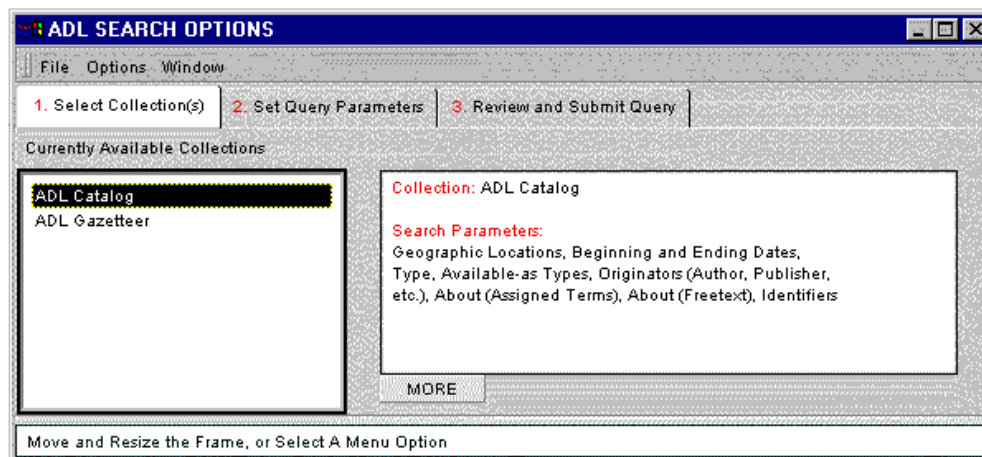 ADL SEARCH OPTIONS
File Options Window
1. Select Collection(s) 2. Set Query Parameters 3. Review and Submit Query
Currently Available Collections
ADL Catalog
ADL Gazetteer
Collection: ADL Catalog
Search Parameters:
Geographic Locations, Beginning and Ending Dates,
Type, Available-as Types, Originators (Author, Publisher,
etc.), About (Assigned Terms), About (Freetext), Identifiers
MORE
Move and Resize the Frame, or Select A Menu Option